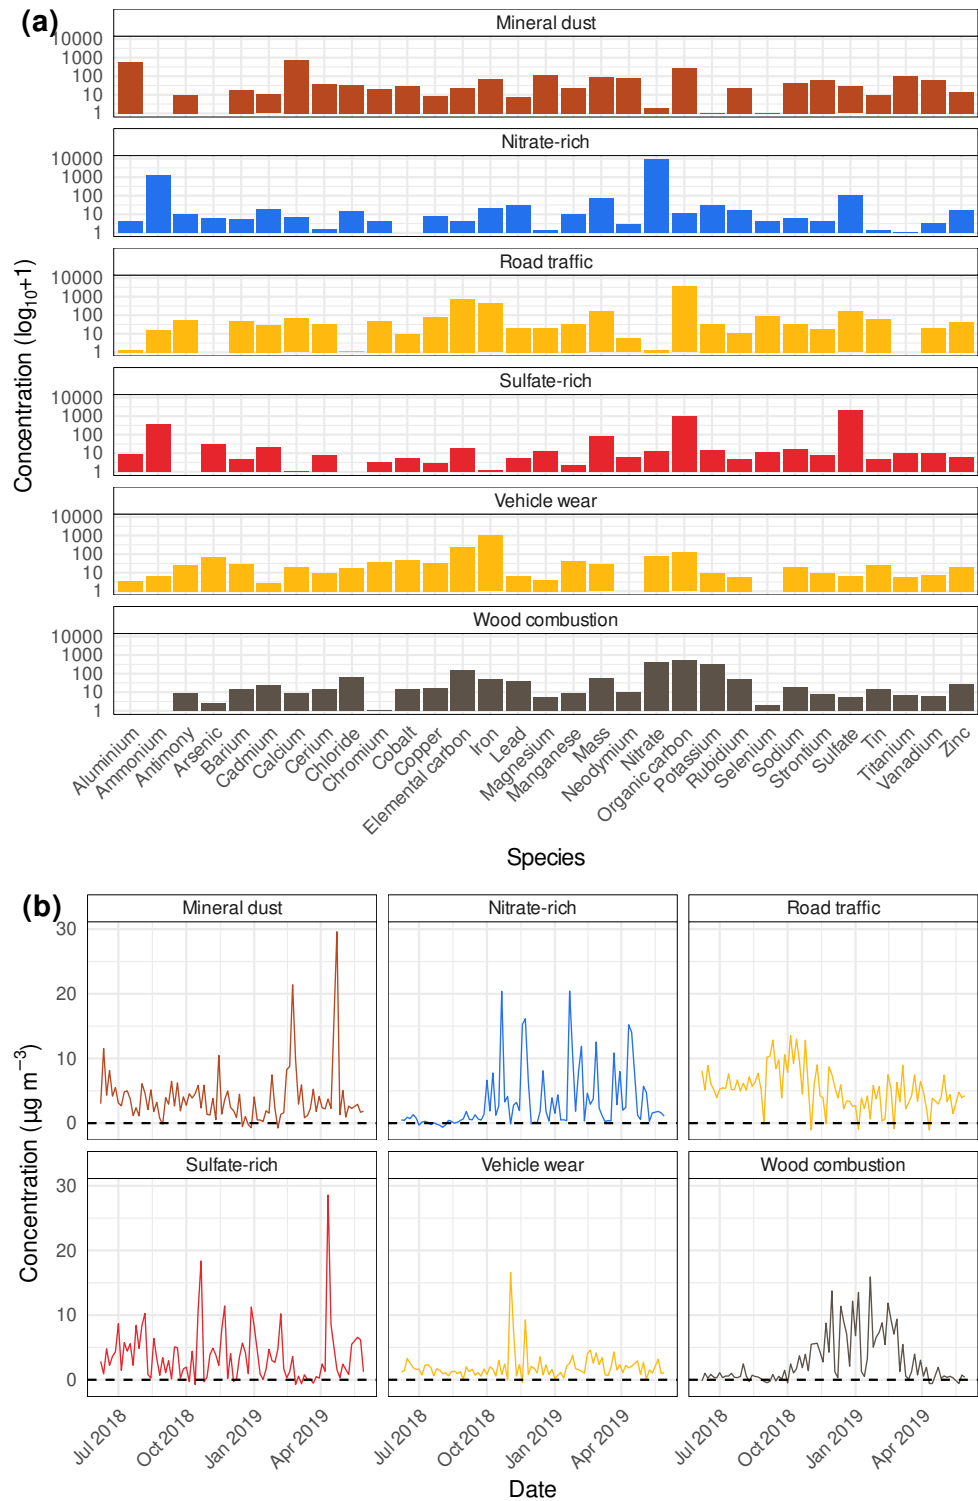 (a)
Mineral dust
10000
1000
100
10
1
Nitrate-rich
10000
1000
100
10
1
Road traffic
10000
1000
100
10
1
Sulfate-rich
10000
1000
100
10
1
Vehicle wear
10000
1000
100
10
1
Wood combustion
10000
1000
100
10
1
Concentration (log₁₀+1)
Aluminium
Ammonium
Antimony
Arsenic
Barium
Cadmium
Calcium
Cerium
Chloride
Chromium
Cobalt
Copper
Elemental carbon
Iron
Lead
Magnesium
Manganese
Mass
Neodymium
Nitrate
Organic carbon
Potassium
Rubidium
Selenium
Sodium
Strontium
Sulfate
Tin
Titanium
Vanadium
Zinc
Species
(b)
Mineral dust
Nitrate-rich
Road traffic
30
20
10
0
Sulfate-rich
Vehicle wear
Wood combustion
30
20
10
0
Concentration (µg m⁻³)
Jul 2018
Oct 2018
Jan 2019
Apr 2019
Jul 2018
Oct 2018
Jan 2019
Apr 2019
Jul 2018
Oct 2018
Jan 2019
Apr 2019
Date